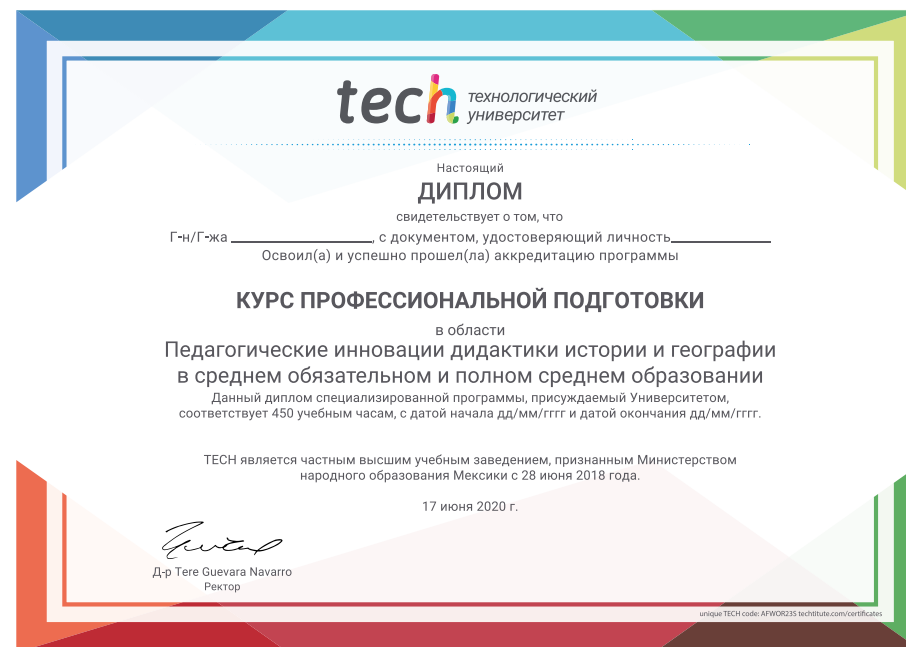 tech технологический
университет
Настоящий
ДИПЛОМ
свидетельствует о том, что
Г-н/Г-жа ____________________, с документом, удостоверяющий личность______________
Освоил(а) и успешно прошел(ла) аккредитацию программы
КУРС ПРОФЕССИОНАЛЬНОЙ ПОДГОТОВКИ
в области
Педагогические инновации дидактики истории и географии
в среднем обязательном и полном среднем образовании
Данный диплом специализированной программы, присуждаемый Университетом,
соответствует 450 учебным часам, с датой начала дд/мм/гггг и датой окончания дд/мм/гггг.
TECH является частным высшим учебным заведением, признанным Министерством
народного образования Мексики с 28 июня 2018 года.
17 июня 2020 г.
Д-р Tere Guevara Navarro
Ректор
unique TECH code: AFWOR235 techtitute.com/certificates